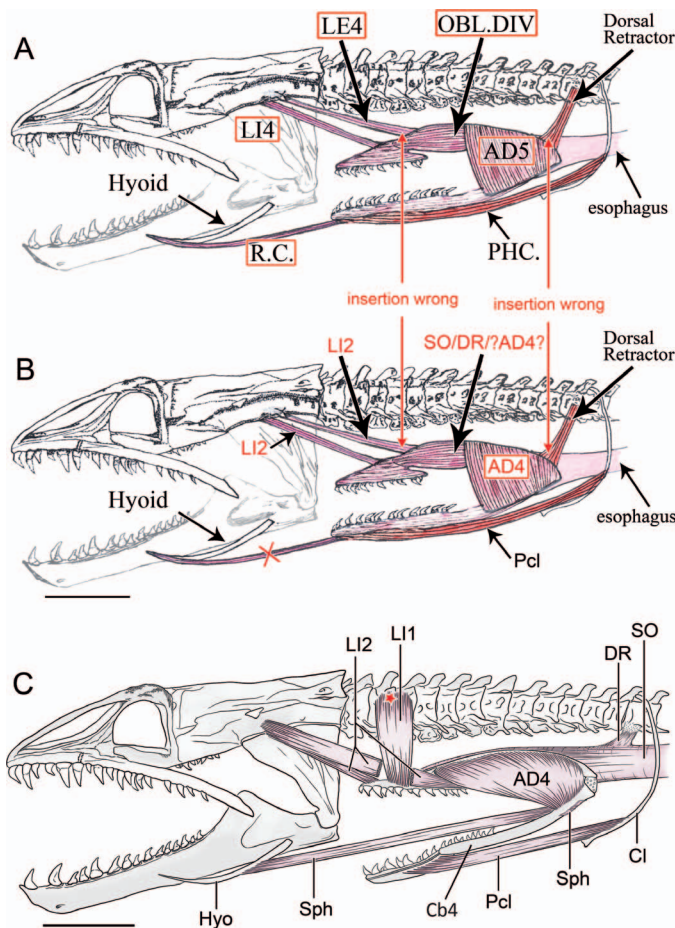 A
LE4
OBL.DIV
Dorsal
Retractor
LI4
AD5
Hyoid
esophagus
R.C.
PHC.
insertion wrong
insertion wrong
B
LI2
SO/DR/?AD4?
Dorsal
Retractor
LI2
AD4
Hyoid
esophagus
Pcl
C
LI2
LI1
DR
SO
AD4
Hyo
Sph
Cb4
Pcl
Sph
Cl